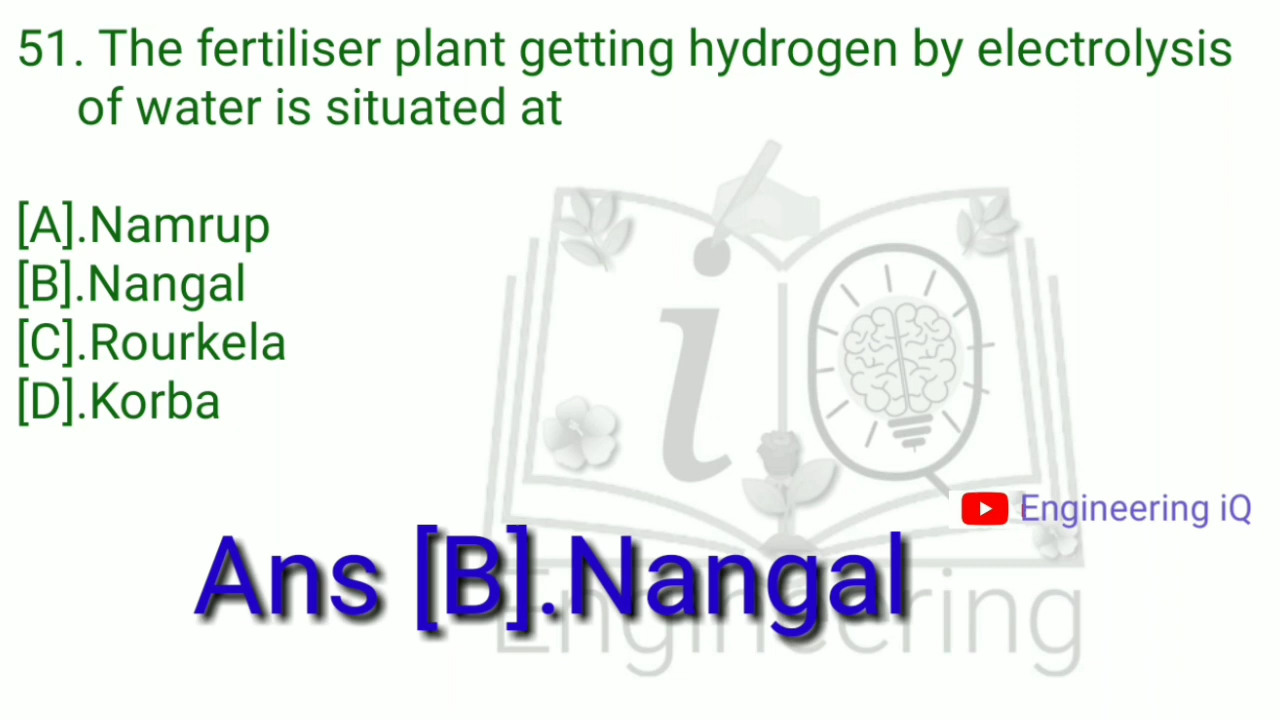 51. The fertiliser plant getting hydrogen by electrolysis
of water is situated at
[A].Namrup
[B].Nangal
[C].Rourkela
[D].Korba
Engineering iQ
Ans [B].Nangal
i
Engineering